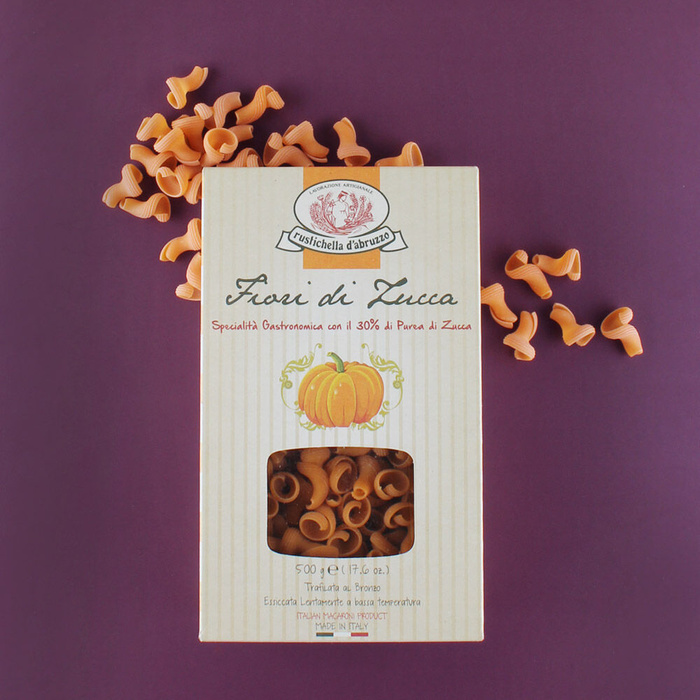 LAVORAZIONE ARTIGIANALE
rustichella d'abruzzo
Fiori di Zucca
Specialità Gastronomica con il 30% di Purea di Zucca
500 g ℮ (17.6 oz.)
Trafilata al Bronzo
Essiccata Lentamente a bassa temperatura
ITALIAN MACARONI PRODUCT
MADE IN ITALY